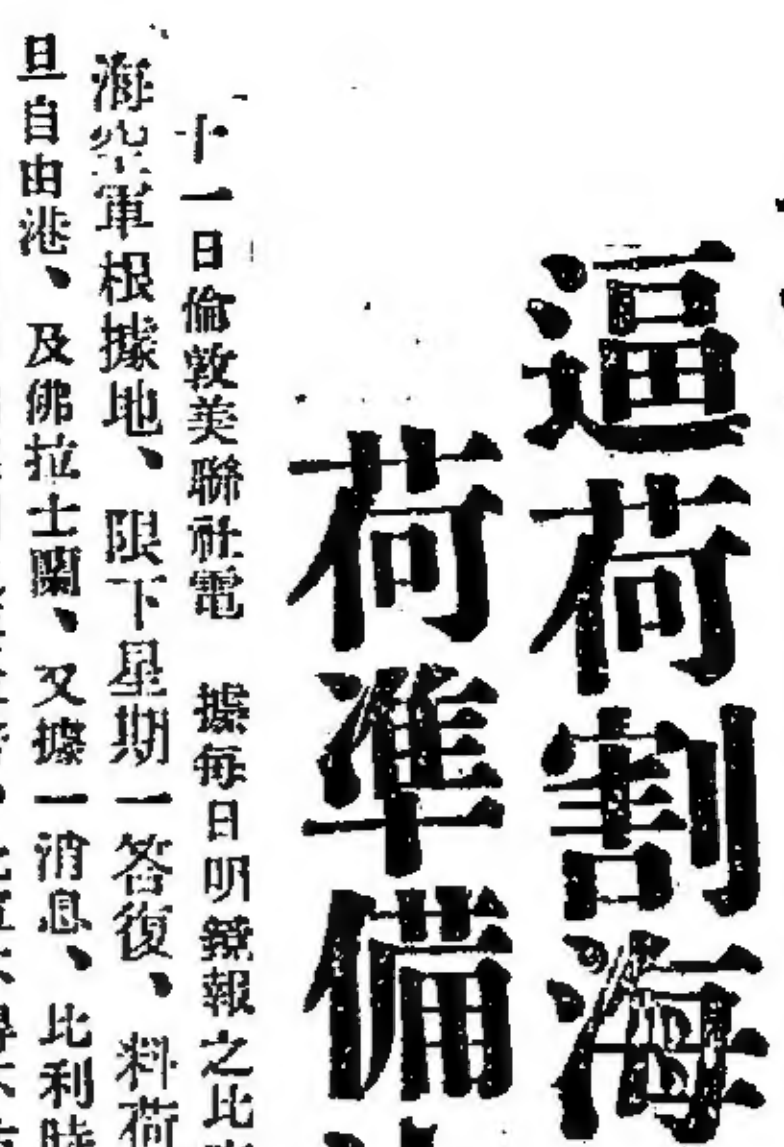 逼荷割海
荷準備
十一日倫敦美聯社電　據每日明鏡報之比
海空軍根據地、限下星期一答復、料荷
旦自由港、及佛拉士蘭、又據一消息、比利時